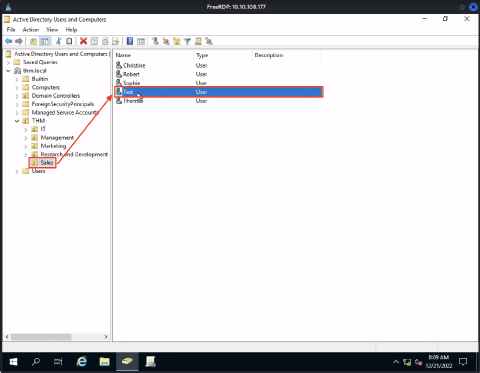 FreeRDP: 10.10.108.177
Active Directory Users and Computers
File Action View Help
Active Directory Users and Computers
Saved Queries
thm.local
Builtin
Computers
Domain Controllers
ForeignSecurityPrincipals
Managed Service Accounts
THM
IT
Management
Marketing
Research and Development
Sales
Users
Name Type Description
Christine User
Robert User
Sophie User
Test User
Thomas User
8:09 AM
12/21/2022